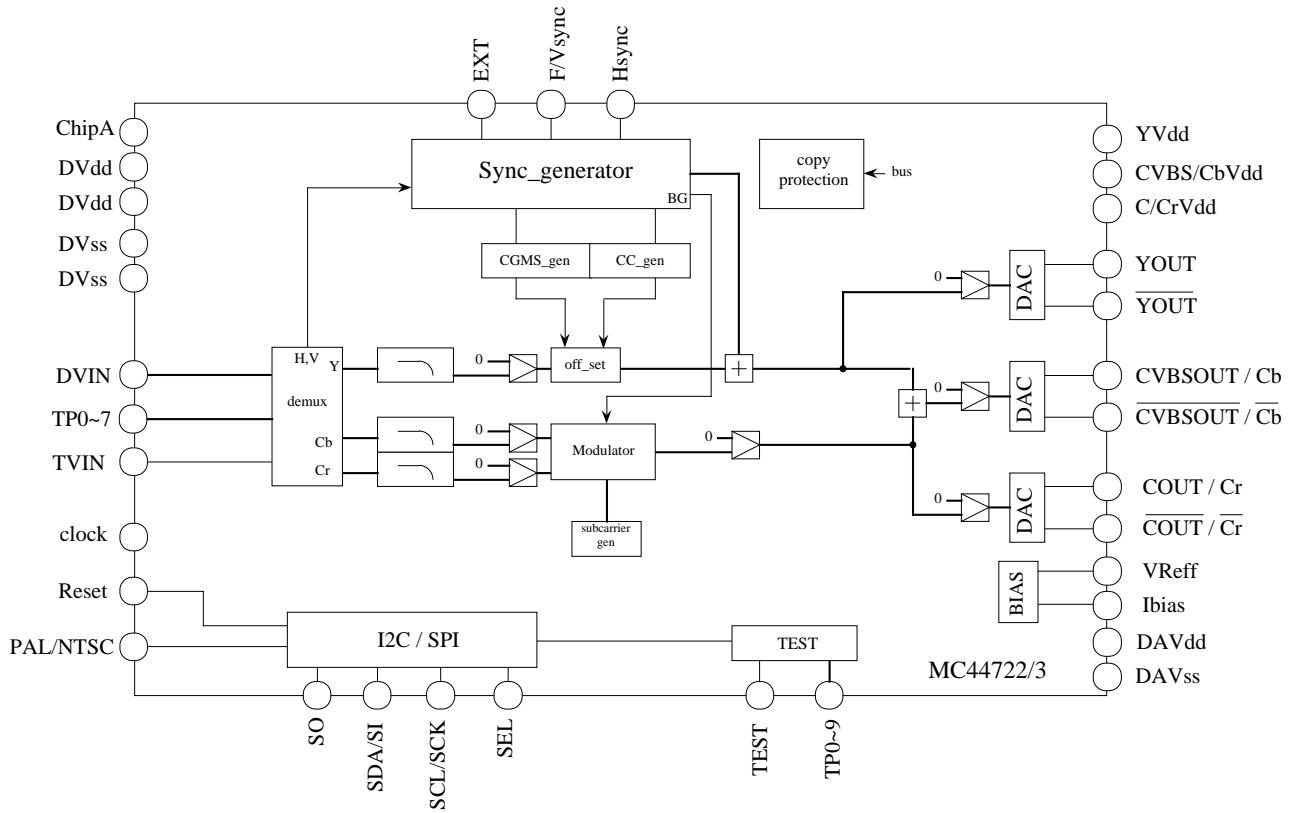 EXT
F/Vsync
Hsync
ChipA
DVdd
DVdd
DVss
DVss
DVIN
TP0~7
TVIN
clock
Reset
PAL/NTSC
Sync_generator
BG
copy
protection
bus
CGMS_gen
CC_gen
H,V
Y
demux
Cb
Cr
0
off_set
+
0
0
Modulator
0
subcarrier
gen
+
0
DAC
0
DAC
0
DAC
BIAS
YVdd
CVBS/CbVdd
C/CrVdd
YOUT
YOUT
CVBSOUT / Cb
CVBSOUT / Cb
COUT / Cr
COUT / Cr
VReff
Ibias
DAVdd
DAVss
I2C / SPI
TEST
MC44722/3
SO
SDA/SI
SCL/SCK
SEL
TEST
TP0~9